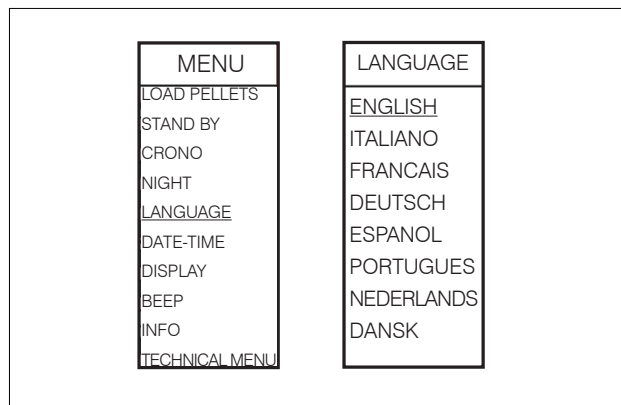 MENU
LOAD PELLETS
STAND BY
CRONO
NIGHT
LANGUAGE
DATE-TIME
DISPLAY
BEEP
INFO
TECHNICAL MENU
LANGUAGE
ENGLISH
ITALIANO
FRANCAIS
DEUTSCH
ESPANOL
PORTUGUES
NEDERLANDS
DANSK